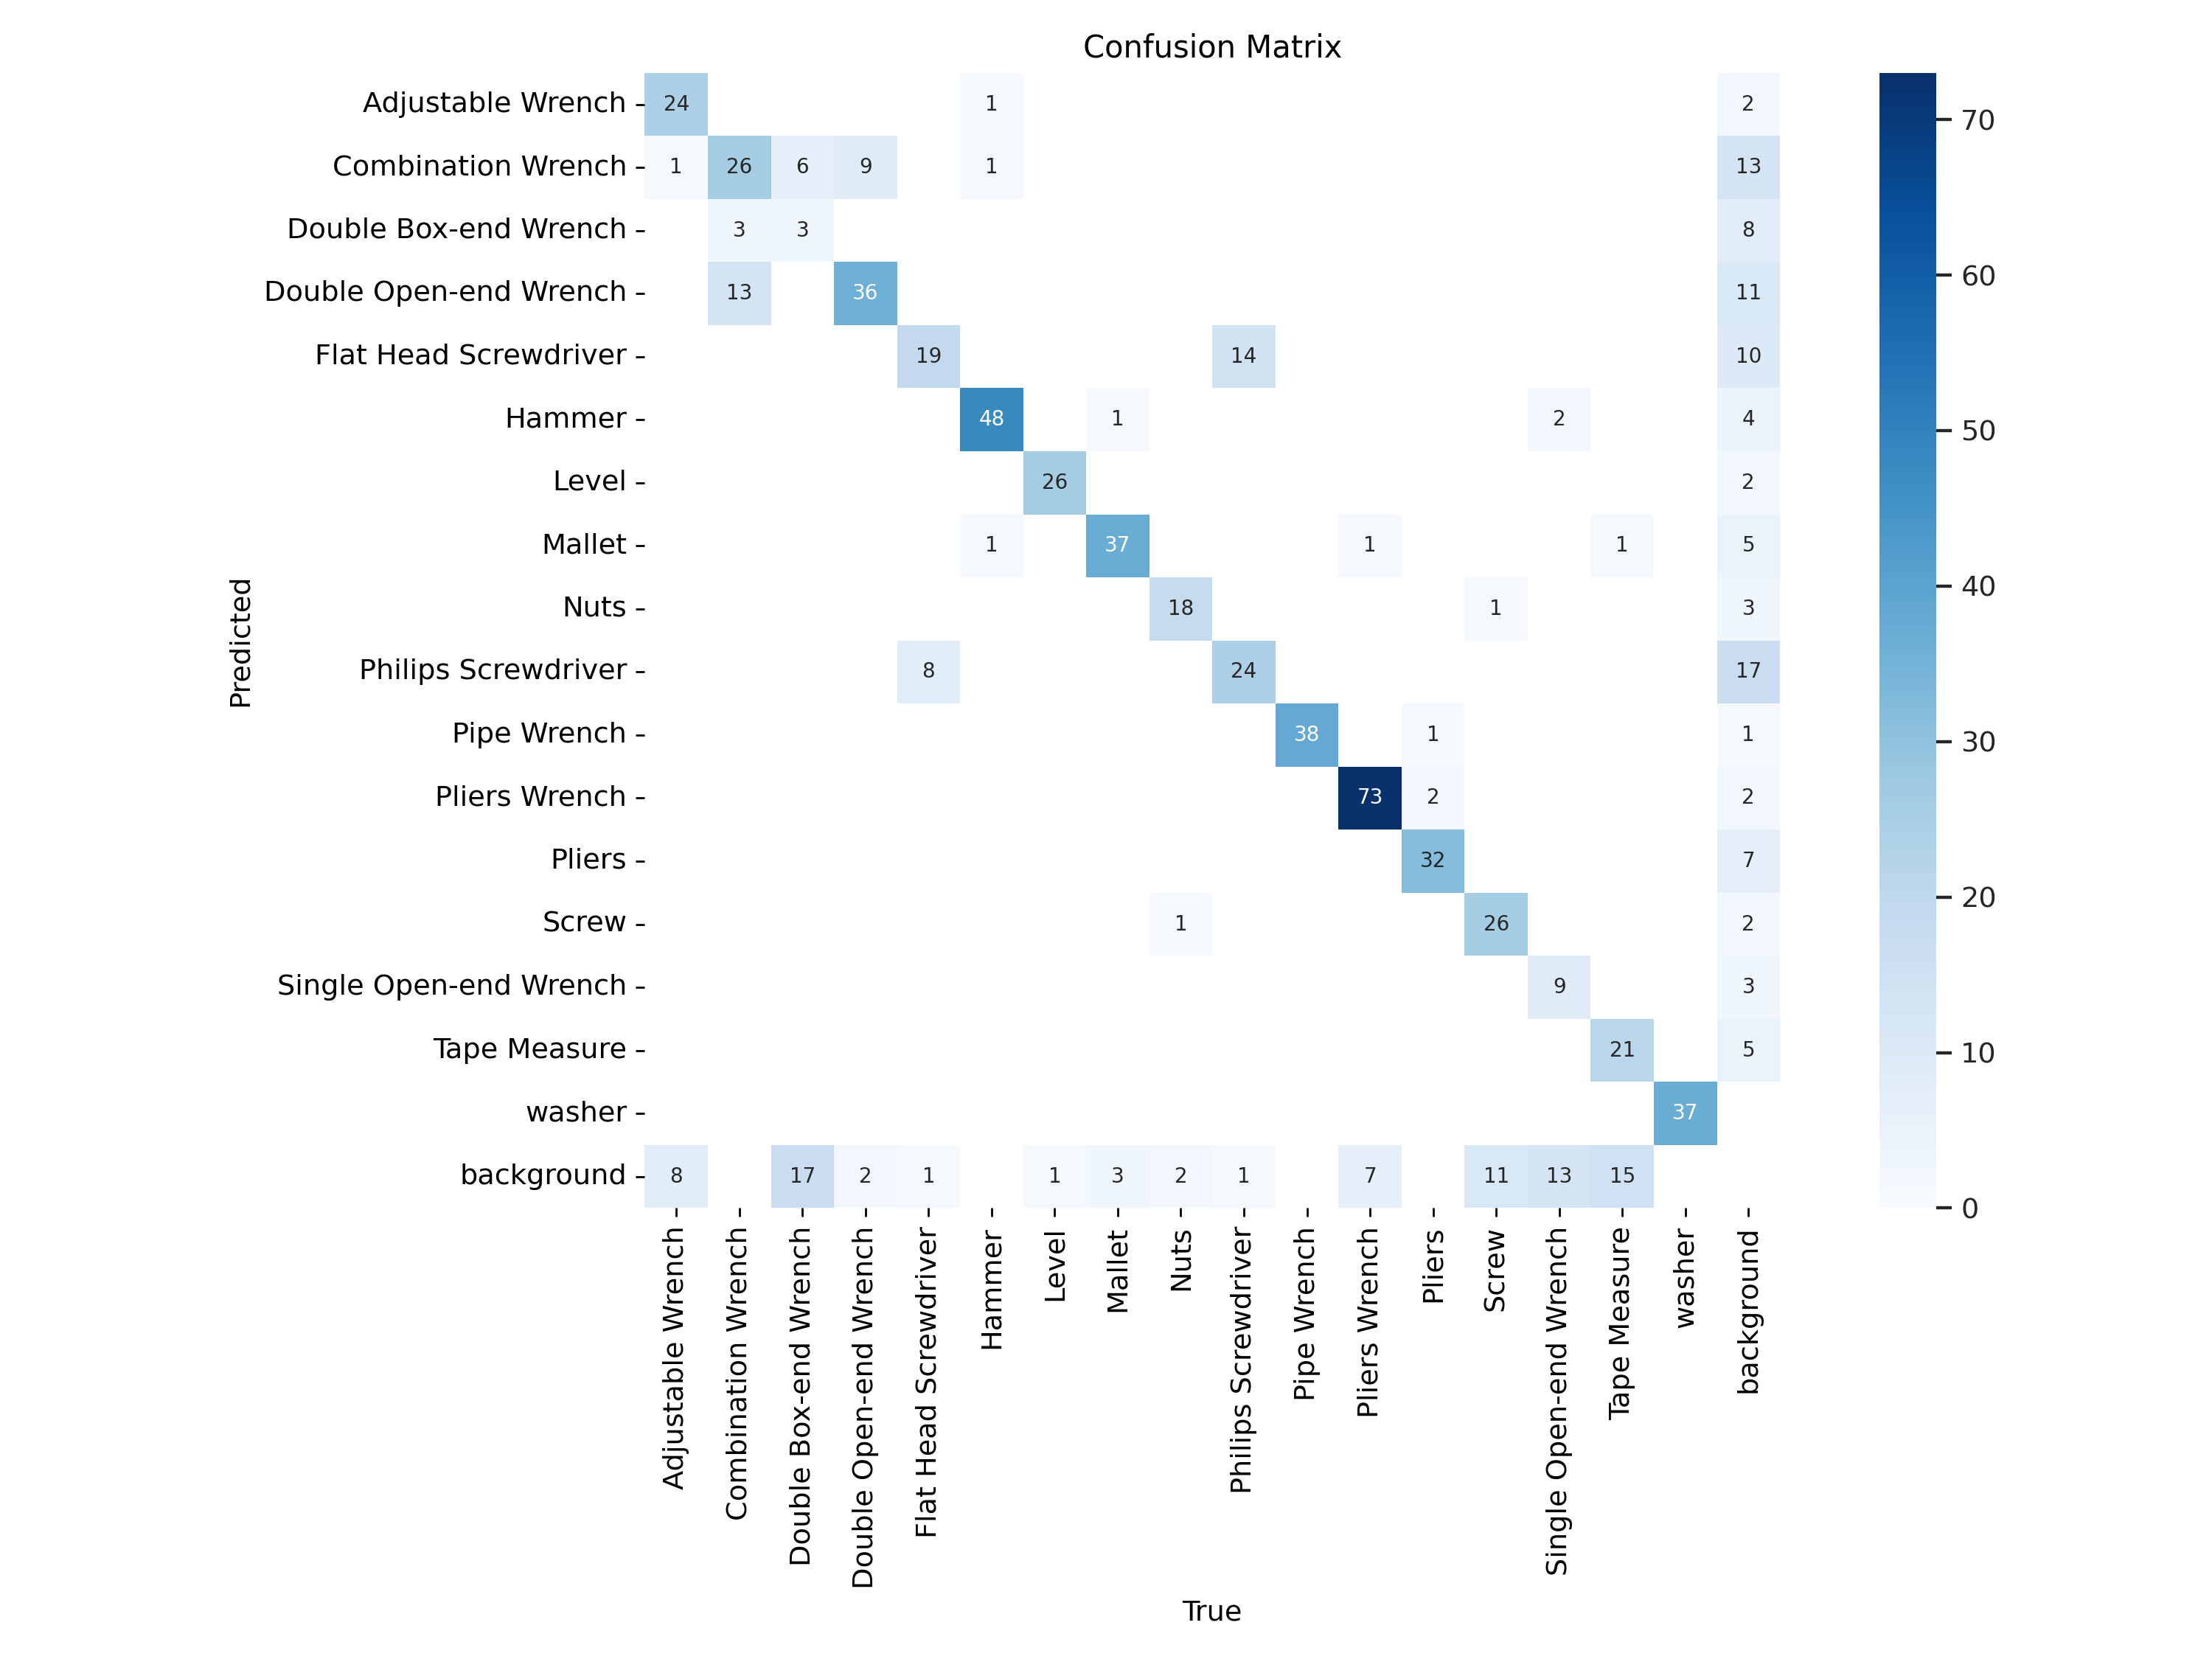 Confusion Matrix
Adjustable Wrench 24 1 2
Combination Wrench 1 26 6 9 1 13
Double Box-end Wrench 3 3 8
Double Open-end Wrench 13 36 11
Flat Head Screwdriver 19 14 10
Hammer 48 1 2 4
Level 26 2
Mallet 1 37 1 1 5
Nuts 18 1 3
Philips Screwdriver 8 24 17
Pipe Wrench 38 1 1
Pliers Wrench 73 2 2
Pliers 32 7
Screw 1 26 2
Single Open-end Wrench 9 3
Tape Measure 21 5
washer 37
background 8 17 2 1 1 3 2 1 7 11 13 15
Predicted
Adjustable Wrench
Combination Wrench
Double Box-end Wrench
Double Open-end Wrench
Flat Head Screwdriver
Hammer
Level
Mallet
Nuts
Philips Screwdriver
Pipe Wrench
Pliers Wrench
Pliers
Screw
Single Open-end Wrench
Tape Measure
washer
background
True
70
60
50
40
30
20
10
0